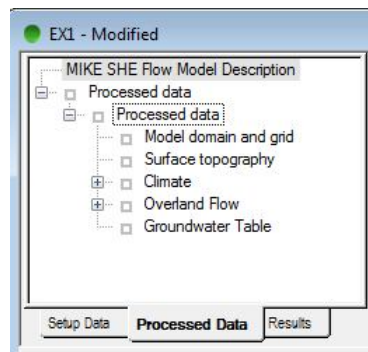 EX1 - Modified
MIKE SHE Flow Model Description
Processed data
Processed data
Model domain and grid
Surface topography
Climate
Overland Flow
Groundwater Table
Setup Data Processed Data Results